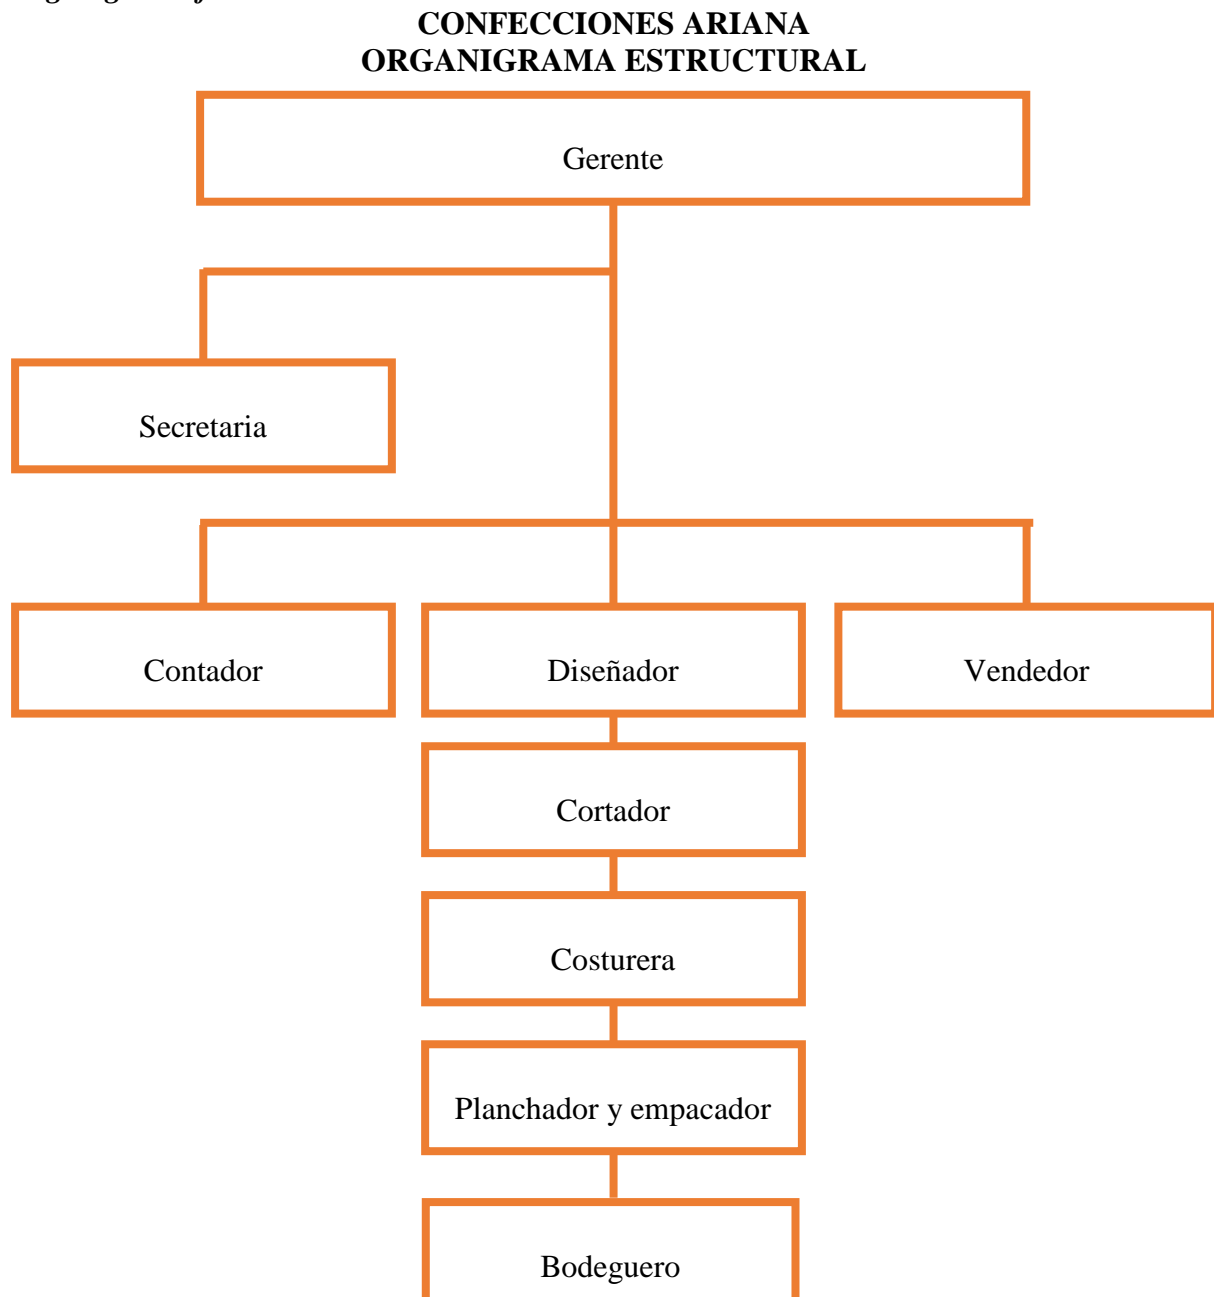 CONFECCIONES ARIANA
ORGANIGRAMA ESTRUCTURAL
Gerente
Secretaria
Contador
Diseñador
Vendedor
Cortador
Costurera
Planchador y empacador
Bodeguero